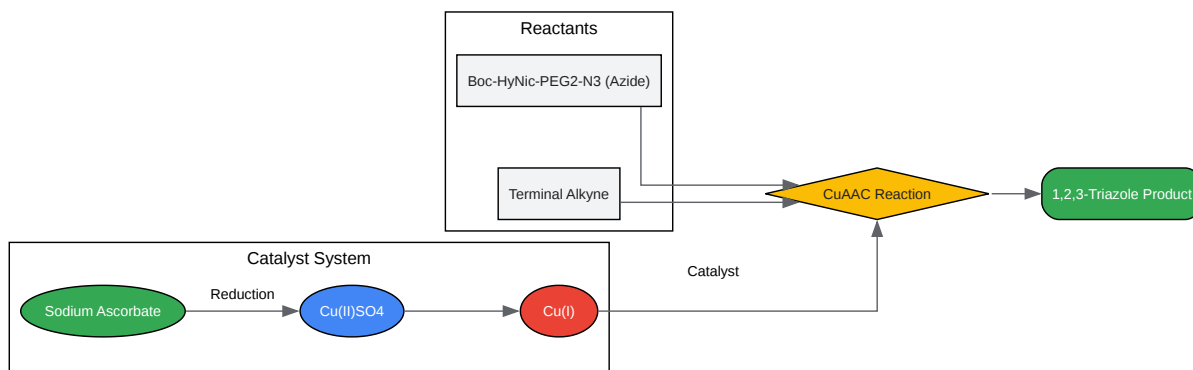 Reactants
Boc-HyNic-PEG2-N3 (Azide)
Terminal Alkyne
CuAAC Reaction
1,2,3-Triazole Product
Catalyst System
Sodium Ascorbate
Reduction
Cu(II)SO4
Cu(I)
Catalyst